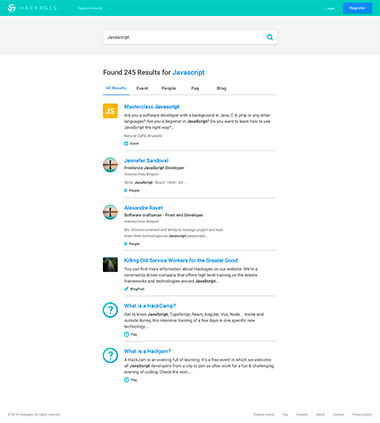 HACKAGES
Explore events
Login
Register
Javascript
Found 245 Results for Javascript
All Results
Event
People
Faq
Blog
JS
Masterclass Javascript
Are you a software developer with a background in Java, C #, php or any other
languages? Are you a beginner in JavaScript? Do you want to learn how to use
JavaScript the right way?...
Natural Caffè, Brussels
Event
Jennefer Sandoval
Freelance JavaScript Developer
Antwerp Area, Belgium
Skills: JavaScript - React - Html - Git ...
People
Alexandre Ravet
Software craftsman - Front end Developer
Antwerp Area, Belgium
Bio: Solution-oriented and ability to manage project and lead
team Web technologies as Javascript passionate...
People
Killing Old Service Workers for the Greater Good
You can find more information about Hackages on our website. We're a
community driven company that offers high level training on the latest
frameworks and technologies around JavaScript...
BlogPost
What is a HackCamp?
Get to know JavaScript, TypeScript, React, Angular, Vue, Node ... inside and
outside during this intensive training of a few days in one specific new
technology...
Faq
What is a Hackjam?
A HackJam is an evening full of learning. It's a free event in which we welcome
all JavaScript developers from a city to join us after work for a fun & challenging
evening of coding. Check the next...
Faq
© 2018 Hackages. All rights reserved
Explore events
Faq
Careers
About
Contact
Privacy policy